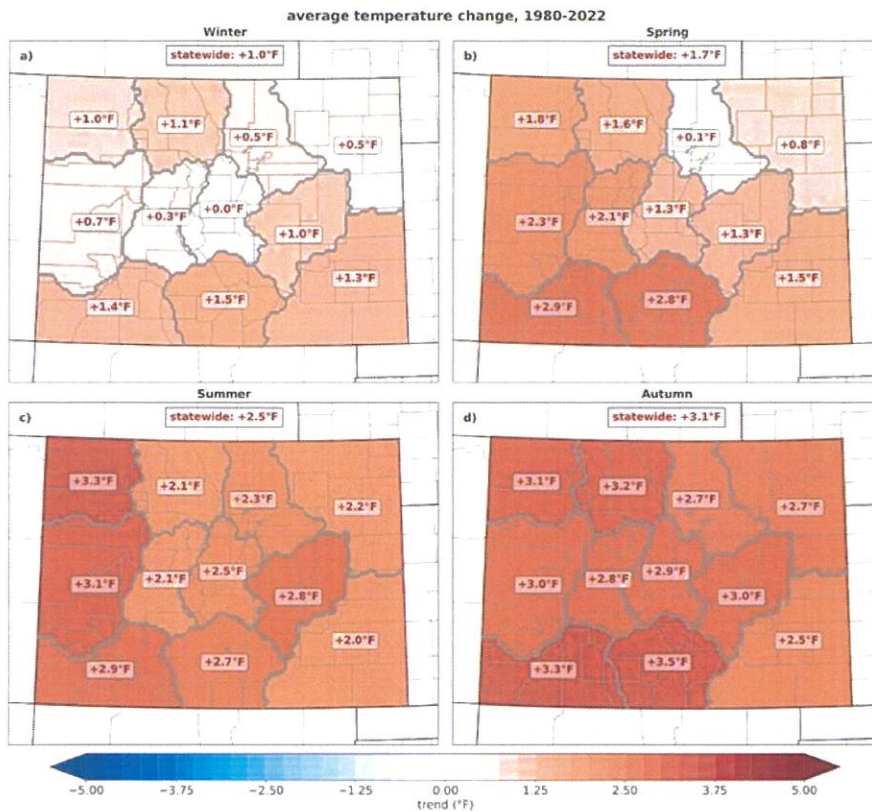 average temperature change, 1980-2022
Winter
a)
statewide: +1.0°F
+1.0°F
+1.1°F
+0.5°F
+0.5°F
+0.7°F
+0.3°F
+0.0°F
+1.0°F
+1.3°F
+1.4°F
+1.5°F
Spring
b)
statewide: +1.7°F
+1.8°F
+1.6°F
+0.1°F
+0.8°F
+2.3°F
+2.1°F
+1.3°F
+1.3°F
+1.5°F
+2.9°F
+2.8°F
Summer
c)
statewide: +2.5°F
+3.3°F
+2.1°F
+2.3°F
+2.2°F
+3.1°F
+2.1°F
+2.5°F
+2.8°F
+2.0°F
+2.9°F
+2.7°F
Autumn
d)
statewide: +3.1°F
+3.1°F
+3.2°F
+2.7°F
+2.7°F
+3.0°F
+2.8°F
+2.9°F
+3.0°F
+2.5°F
+3.3°F
+3.5°F
−5.00 −3.75 −2.50 −1.25 0.00 1.25 2.50 3.75 5.00
trend (°F)